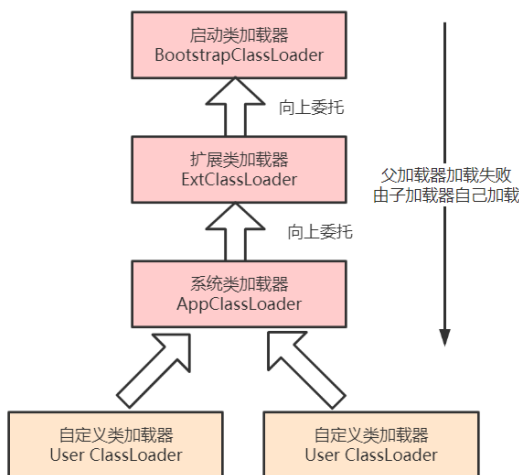 启动类加载器
BootstrapClassLoader
向上委托
扩展类加载器
ExtClassLoader
父加载器加载失败
由子加载器自己加载
向上委托
系统类加载器
AppClassLoader
自定义类加载器
User ClassLoader
自定义类加载器
User ClassLoader